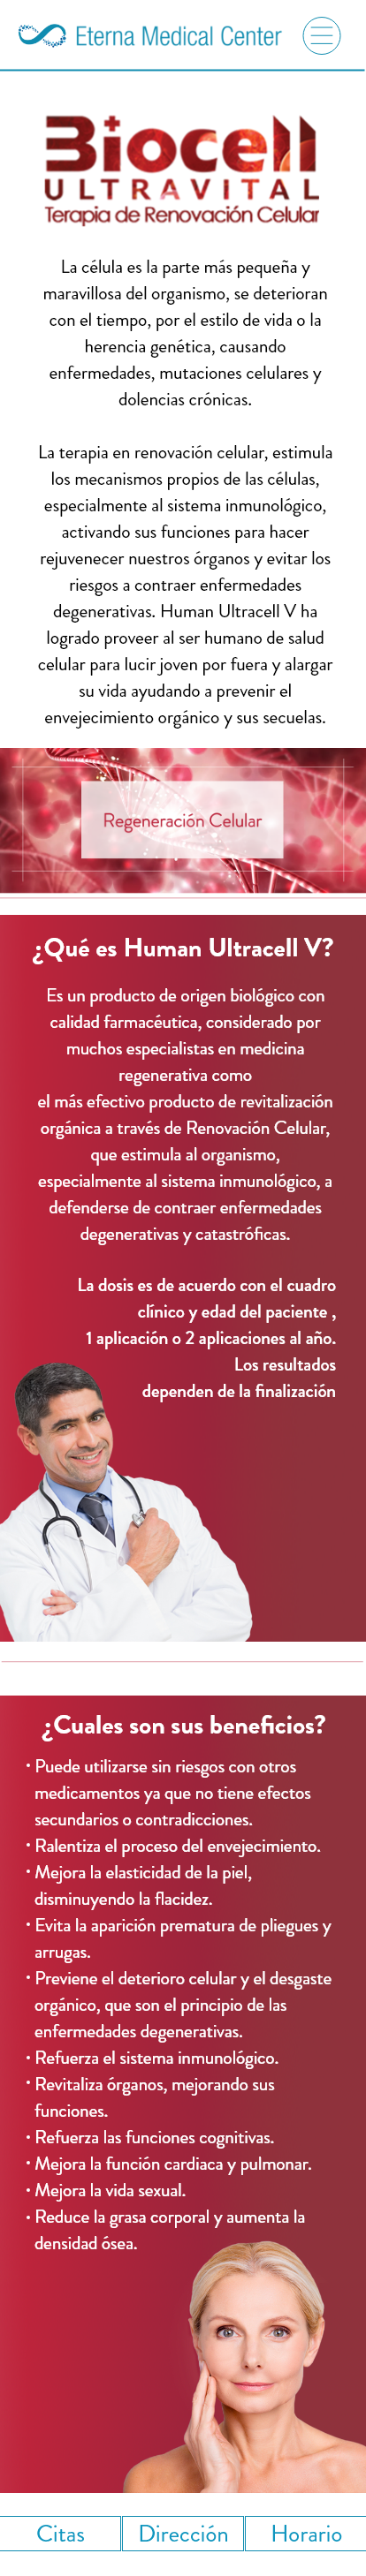 Eterna Medical Center
Biocell
ULTRAVITAL
Terapia de Renovación Celular
La célula es la parte más pequeña y
maravillosa del organismo, se deterioran
con el tiempo, por el estilo de vida o la
herencia genética, causando
enfermedades, mutaciones celulares y
dolencias crónicas.
La terapia en renovación celular, estimula
los mecanismos propios de las células,
especialmente al sistema inmunológico,
activando sus funciones para hacer
rejuvenecer nuestros órganos y evitar los
riesgos a contraer enfermedades
degenerativas. Human Ultracell V ha
logrado proveer al ser humano de salud
celular para lucir joven por fuera y alargar
su vida ayudando a prevenir el
envejecimiento orgánico y sus secuelas.
Regeneración Celular
¿Qué es Human Ultracell V?
Es un producto de origen biológico con
calidad farmacéutica, considerado por
muchos especialistas en medicina
regenerativa como
el más efectivo producto de revitalización
orgánica a través de Renovación Celular,
que estimula al organismo,
especialmente al sistema inmunológico, a
defenderse de contraer enfermedades
degenerativas y catastróficas.
La dosis es de acuerdo con el cuadro
clínico y edad del paciente ,
1 aplicación o 2 aplicaciones al año.
Los resultados
dependen de la finalización
¿Cuales son sus beneficios?
• Puede utilizarse sin riesgos con otros
medicamentos ya que no tiene efectos
secundarios o contradicciones.
• Ralentiza el proceso del envejecimiento.
• Mejora la elasticidad de la piel,
disminuyendo la flacidez.
• Evita la aparición prematura de pliegues y
arrugas.
• Previene el deterioro celular y el desgaste
orgánico, que son el principio de las
enfermedades degenerativas.
• Refuerza el sistema inmunológico.
• Revitaliza órganos, mejorando sus
funciones.
• Refuerza las funciones cognitivas.
• Mejora la función cardiaca y pulmonar.
• Mejora la vida sexual.
• Reduce la grasa corporal y aumenta la
densidad ósea.
Citas Dirección Horario